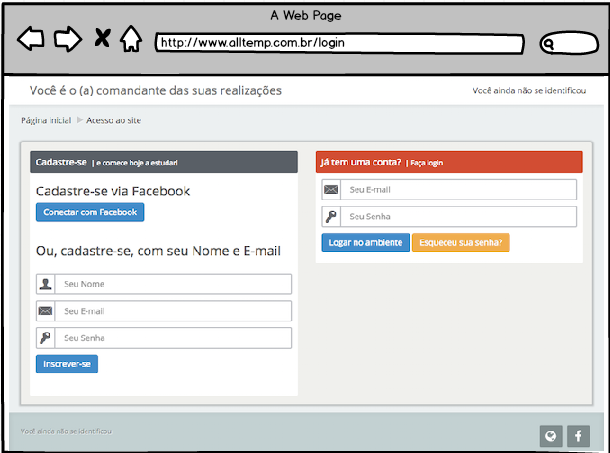 A Web Page
http://www.alltemp.com.br/login
Você é o (a) comandante das suas realizações
Você ainda não se identificou
Página inicial ► Acesso ao site
Cadastre-se | e comece hoje a estudar!
Cadastre-se via Facebook
Conectar com Facebook
Ou, cadastre-se, com seu Nome e E-mail
Seu Nome
Seu E-mail
Seu Senha
Inscrever-se
Já tem uma conta? | Faça login
Seu E-mail
Seu Senha
Logar no ambiente
Esqueceu sua senha?
Você ainda não se identificou